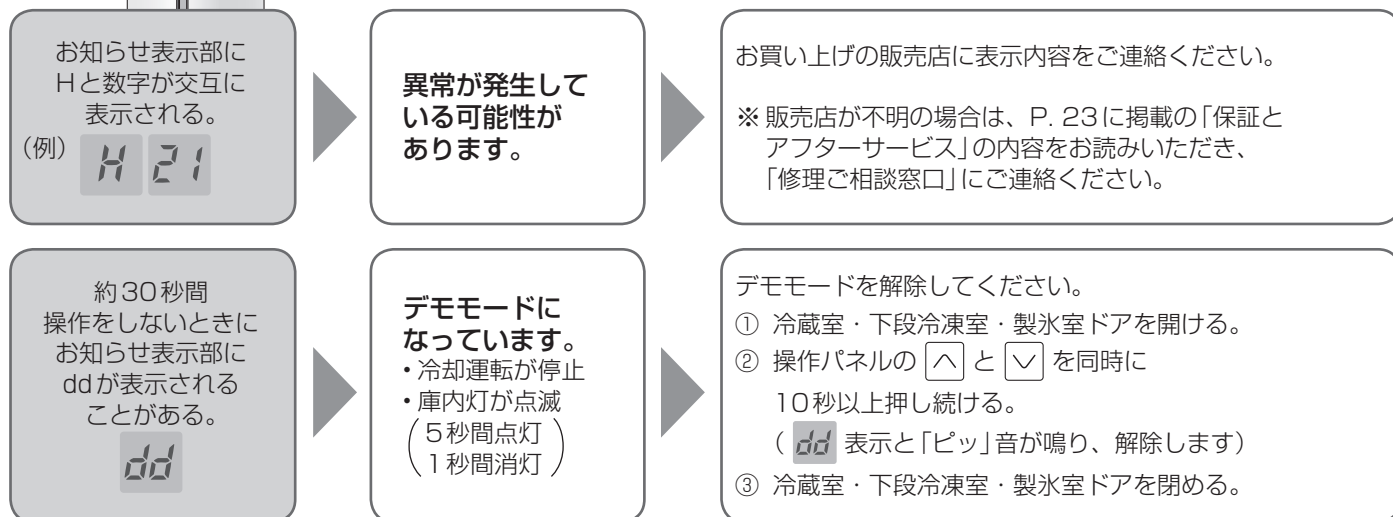 お知らせ表示部に
Hと数字が交互に
表示される。
(例) H 21
異常が発生して
いる可能性が
あります。
お買い上げの販売店に表示内容をご連絡ください。
※ 販売店が不明の場合は、P. 23に掲載の「保証と
アフターサービス」の内容をお読みいただき、
「修理ご相談窓口」にご連絡ください。
約30秒間
操作をしないときに
お知らせ表示部に
ddが表示される
ことがある。
dd
デモモードに
なっています。
・冷却運転が停止
・庫内灯が点滅
(5秒間点灯
1秒間消灯)
デモモードを解除してください。
① 冷蔵室・下段冷凍室・製氷室ドアを開ける。
② 操作パネルの ∧ と ∨ を同時に
10秒以上押し続ける。
( dd 表示と「ピッ」音が鳴り、解除します)
③ 冷蔵室・下段冷凍室・製氷室ドアを閉める。